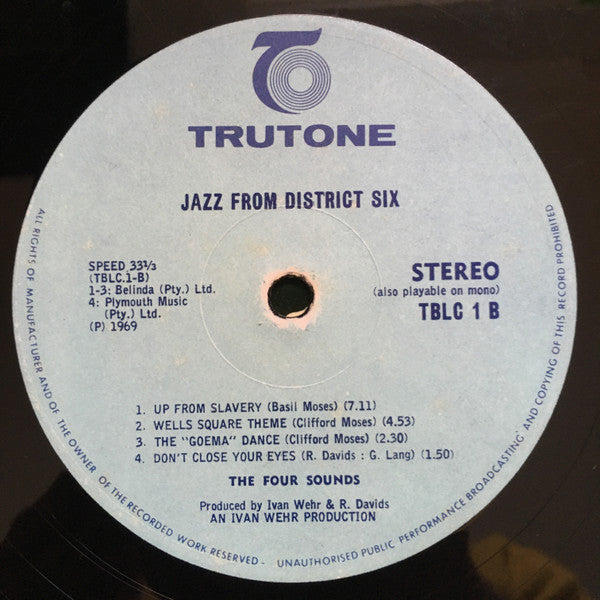 TRUTONE
JAZZ FROM DISTRICT SIX
SPEED 33⅓
(TBLC.1-B)
1-3: Belinda (Pty.) Ltd.
4: Plymouth Music
(Pty.) Ltd.
(P) 1969
STEREO
(also playable on mono)
TBLC 1 B
1. UP FROM SLAVERY (Basil Moses) (7.11)
2. WELLS SQUARE THEME (Clifford Moses) (4.53)
3. THE "GOEMA" DANCE (Clifford Moses) (2.30)
4. DON'T CLOSE YOUR EYES (R. Davids : G. Lang) (1.50)
THE FOUR SOUNDS
Produced by Ivan Wehr & R. Davids
AN IVAN WEHR PRODUCTION
ALL RIGHTS OF MANUFACTURER AND OF THE OWNER OF THE RECORDED WORK RESERVED - UNAUTHORISED PUBLIC PERFORMANCE BROADCASTING AND COPYING OF THIS RECORD PROHIBITED